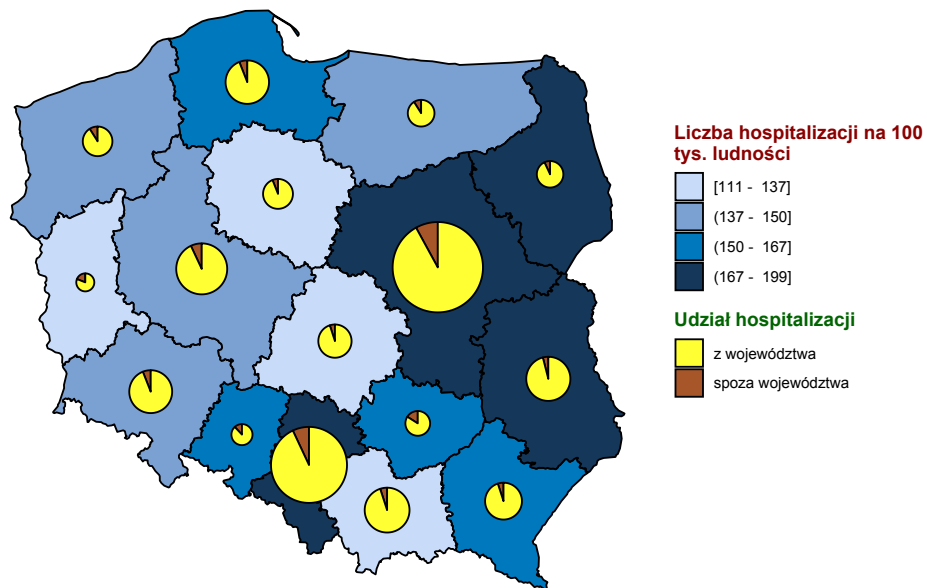 Liczba hospitalizacji na 100
tys. ludności
[111 - 137]
(137 - 150]
(150 - 167]
(167 - 199]
Udział hospitalizacji
z województwa
spoza województwa